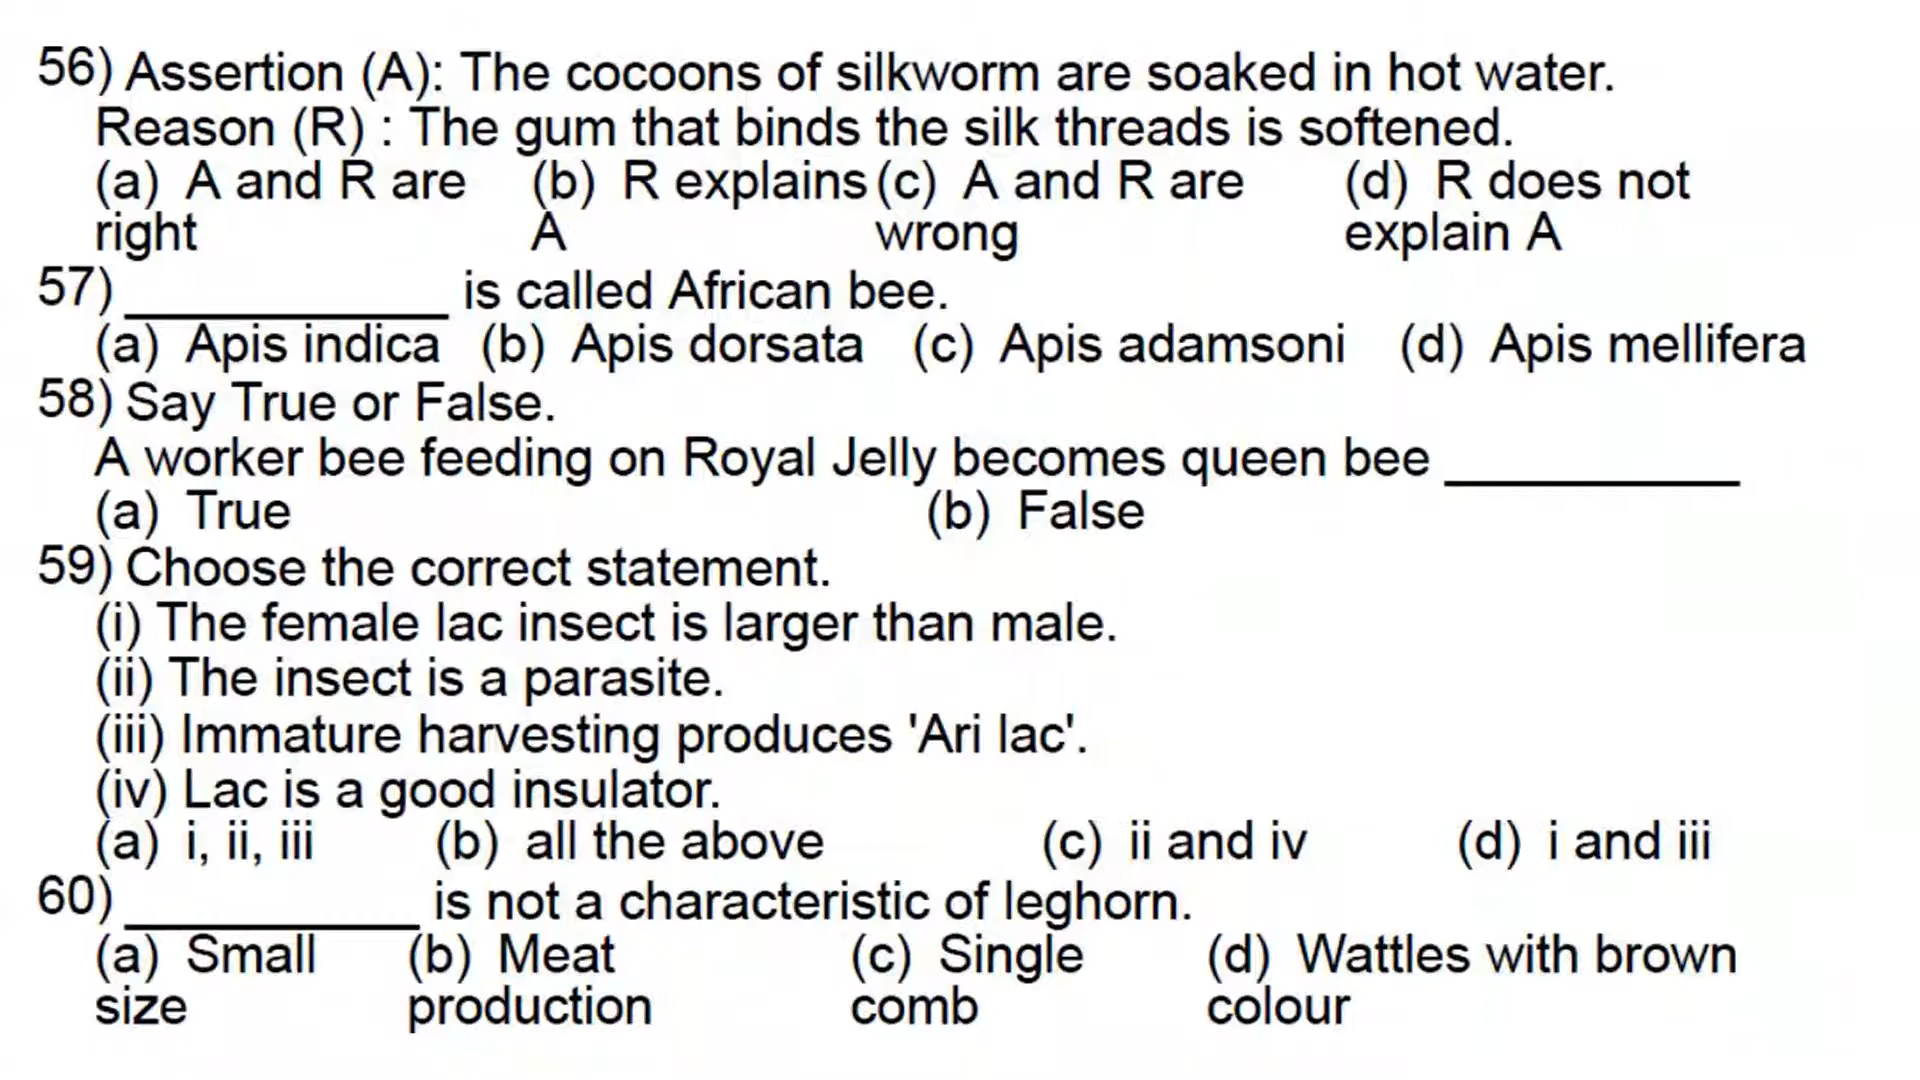 56) Assertion (A): The cocoons of silkworm are soaked in hot water.
Reason (R) : The gum that binds the silk threads is softened.
(a) A and R are right (b) R explains A (c) A and R are wrong (d) R does not explain A
57) ___________ is called African bee.
(a) Apis indica (b) Apis dorsata (c) Apis adamsoni (d) Apis mellifera
58) Say True or False.
A worker bee feeding on Royal Jelly becomes queen bee __________
(a) True (b) False
59) Choose the correct statement.
(i) The female lac insect is larger than male.
(ii) The insect is a parasite.
(iii) Immature harvesting produces 'Ari lac'.
(iv) Lac is a good insulator.
(a) i, ii, iii (b) all the above (c) ii and iv (d) i and iii
60) __________ is not a characteristic of leghorn.
(a) Small size (b) Meat production (c) Single comb (d) Wattles with brown colour